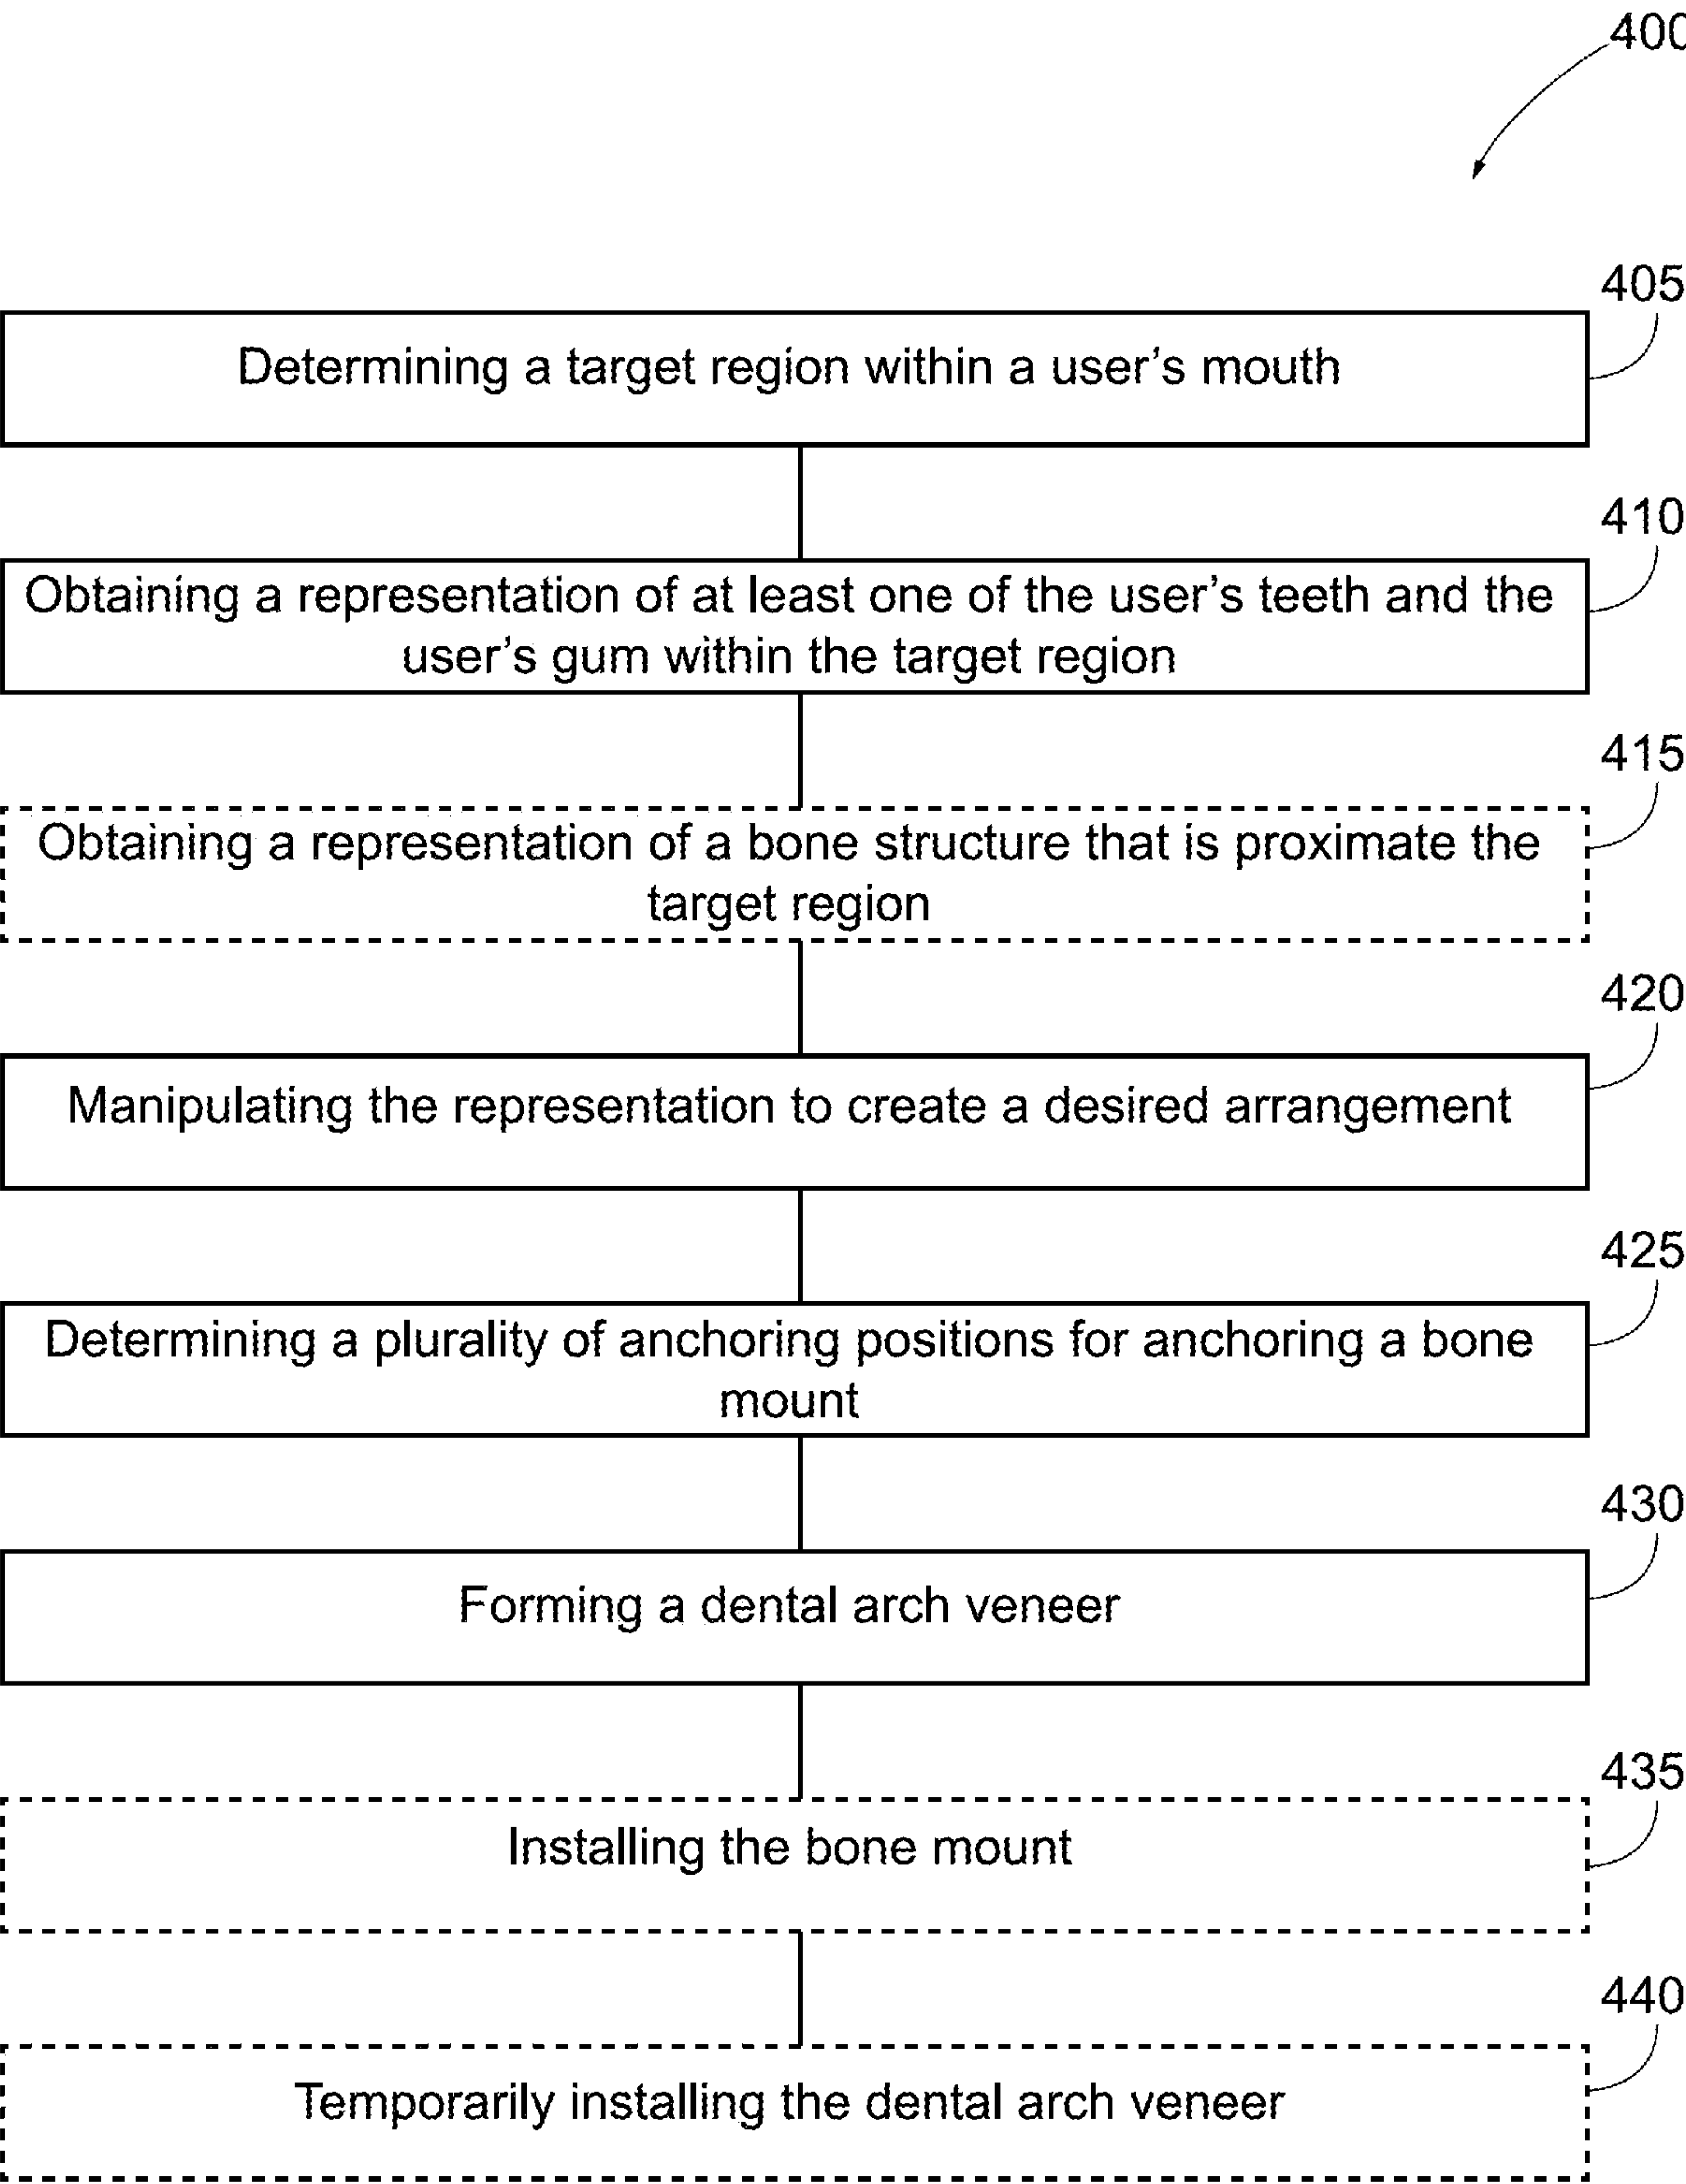 400
405
Determining a target region within a user's mouth
410
Obtaining a representation of at least one of the user's teeth and the
user's gum within the target region
415
Obtaining a representation of a bone structure that is proximate the
target region
420
Manipulating the representation to create a desired arrangement
425
Determining a plurality of anchoring positions for anchoring a bone
mount
430
Forming a dental arch veneer
435
Installing the bone mount
440
Temporarily installing the dental arch veneer